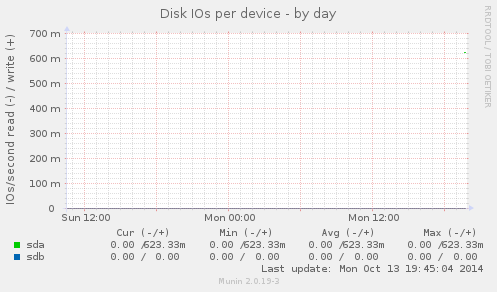 Disk IOs per device - by day
RRDTOOL / TOBI OETIKER
IOs/second read (-) / write (+)
700 m
600 m
500 m
400 m
300 m
200 m
100 m
0
Sun 12:00 Mon 00:00 Mon 12:00
Cur (-/+) Min (-/+) Avg (-/+) Max (-/+)
sda 0.00 /623.33m 0.00 /623.33m 0.00 /623.33m 0.00 /623.33m
sdb 0.00 / 0.00 0.00 / 0.00 0.00 / 0.00 0.00 / 0.00
Last update: Mon Oct 13 19:45:04 2014
Munin 2.0.19-3